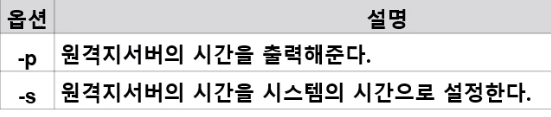 옵션 설명
-p 원격지서버의 시간을 출력해준다.
-s 원격지서버의 시간을 시스템의 시간으로 설정한다.